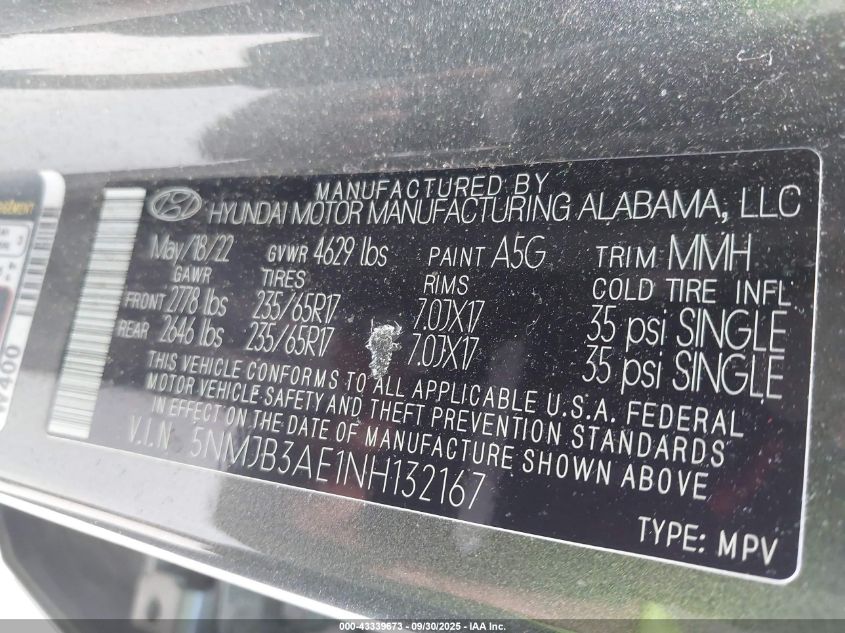 MANUFACTURED BY
HYUNDAI MOTOR MANUFACTURING ALABAMA, LLC
May/18/22 GVWR 4629 lbs PAINT A5G TRIM MMH
GAWR TIRES RIMS COLD TIRE INFL
FRONT 2778 lbs 235/65R17 7.0JX17 35 psi SINGLE
REAR 2646 lbs 235/65R17 7.0JX17 35 psi SINGLE
THIS VEHICLE CONFORMS TO ALL APPLICABLE U.S.A. FEDERAL
MOTOR VEHICLE SAFETY AND THEFT PREVENTION STANDARDS
IN EFFECT ON THE DATE OF MANUFACTURE SHOWN ABOVE
V.I.N 5NMJB3AE1NH132167
TYPE: MPV
W400
000-43339673 - 09/30/2025 - IAA Inc.